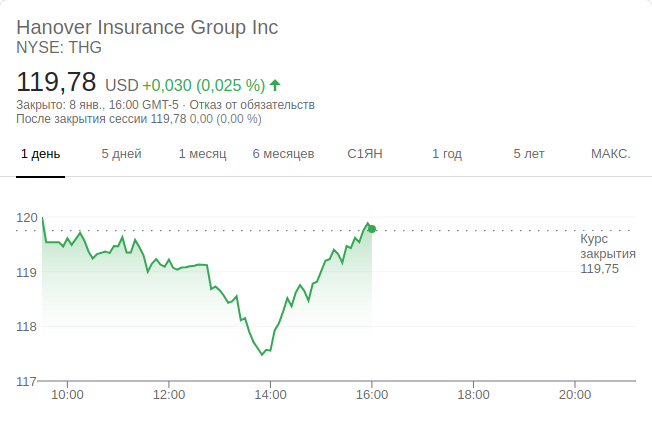 Hanover Insurance Group Inc
NYSE: THG
119,78 USD +0,030 (0,025 %)
Закрыто: 8 янв., 16:00 GMT-5 · Отказ от обязательств
После закрытия сессии 119,78 0,00 (0,00 %)
1 день 5 дней 1 месяц 6 месяцев С1ЯН 1 год 5 лет МАКС.
120
Курс
закрытия
119,75
119
118
117
10:00 12:00 14:00 16:00 18:00 20:00